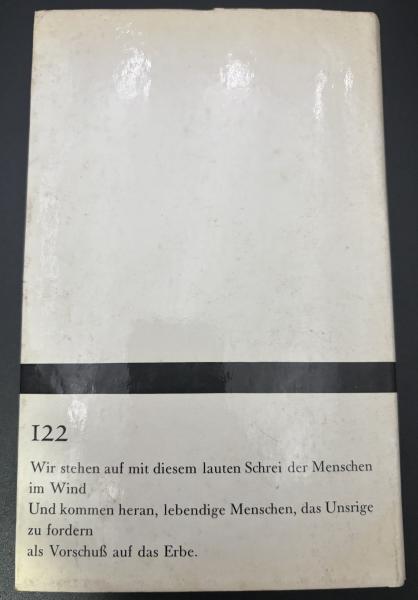 122
Wir stehen auf mit diesem lauten Schrei der Menschen
im Wind
Und kommen heran, lebendige Menschen, das Unsrige
zu fordern
als Vorschuß auf das Erbe.